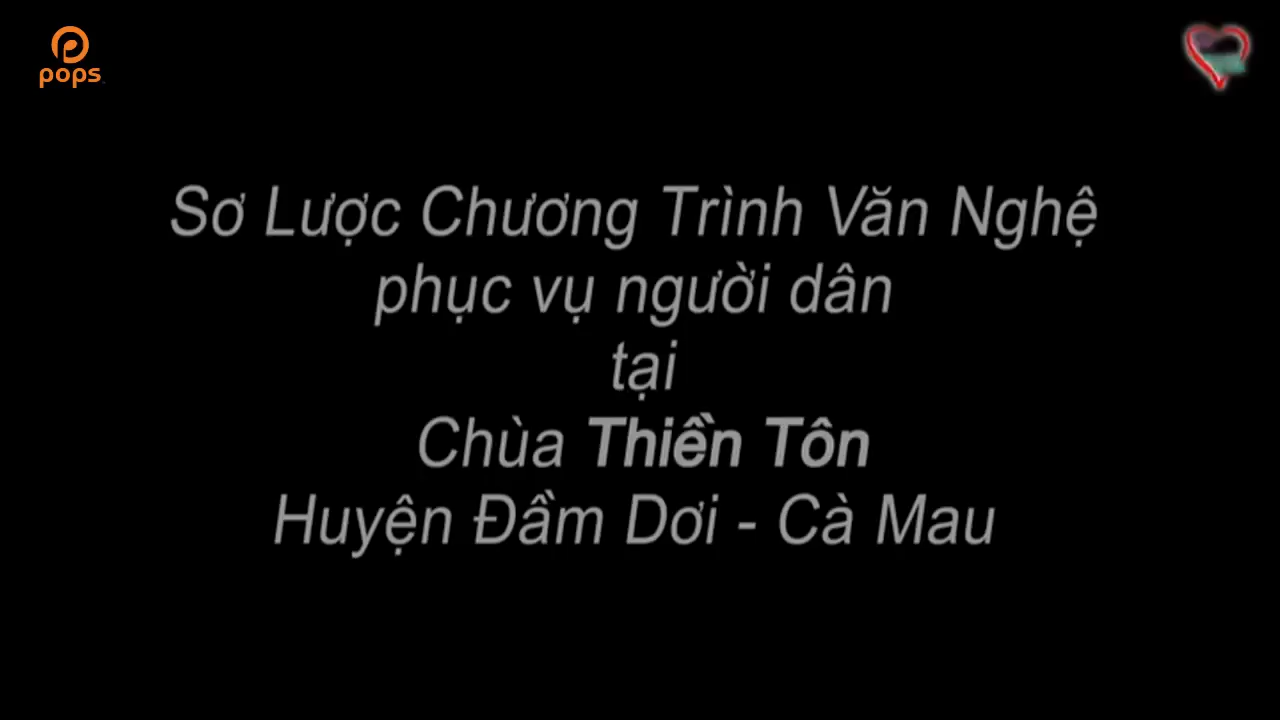 pops
Sơ Lược Chương Trình Văn Nghệ
phục vụ người dân
tại
Chùa Thiền Tôn
Huyện Đầm Dơi - Cà Mau